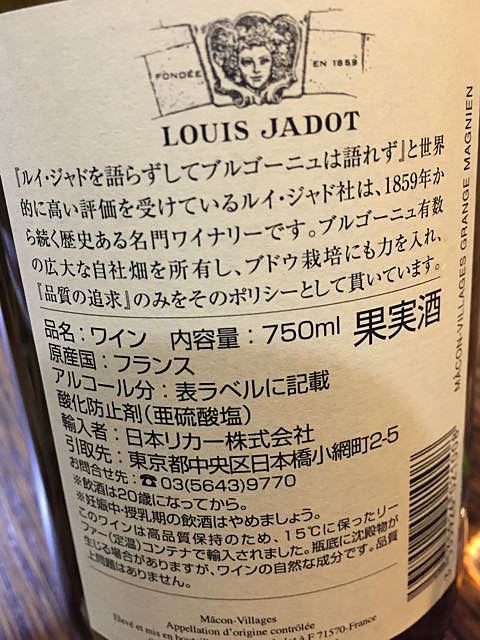 FONDÉE EN 1859
LOUIS JADOT
『ルイ・ジャドを語らずしてブルゴーニュは語れず』と世界
的に高い評価を受けているルイ・ジャド社は、1859年か
ら続く歴史ある名門ワイナリーです。ブルゴーニュ有数
の広大な自社畑を所有し、ブドウ栽培にも力を入れ、
『品質の追求』のみをそのポリシーとして貫いています。
品名：ワイン 内容量：750ml 果実酒
原産国：フランス
アルコール分：表ラベルに記載
酸化防止剤(亜硫酸塩)
輸入者：日本リカー株式会社
引取先：東京都中央区日本橋小網町2-5
お問合せ先：☎03(5643)9770
※飲酒は20歳になってから。
※妊娠中・授乳期の飲酒はやめましょう。
このワインは高品質保持のため、15℃に保ったリー
ファー(定温)コンテナで輸入されました。瓶底に沈殿物が
生じる場合がありますが、ワインの自然な成分です。品質
上問題はありません。
Mâcon-Villages
Appellation d'origine contrôlée
Elevé et mis en A F 71570-France
MÂCON-VILLAGES GRANGE MAGNIEN